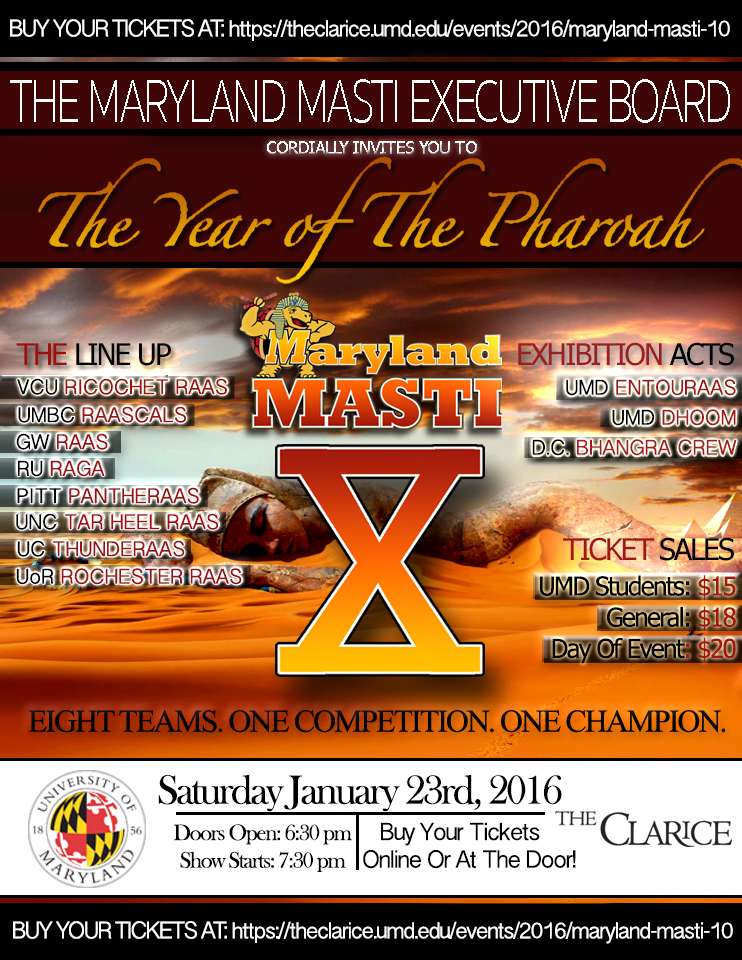 BUY YOUR TICKETS AT: https://theclarice.umd.edu/events/2016/maryland-masti-10
THE MARYLAND MASTI EXECUTIVE BOARD
CORDIALLY INVITES YOU TO
The Year of The Pharoah
Maryland
MASTI
X
THE LINE UP
VCU RICOCHET RAAS
UMBC RAASCALS
GW RAAS
RU RAGA
PITT PANTHERAAS
UNC TAR HEEL RAAS
UC THUNDERAAS
UoR ROCHESTER RAAS
EXHIBITION ACTS
UMD ENTOURAAS
UMD DHOOM
D.C. BHANGRA CREW
TICKET SALES
UMD Students: $15
General: $18
Day Of Event: $20
EIGHT TEAMS. ONE COMPETITION. ONE CHAMPION.
UNIVERSITY OF
18 56
MARYLAND
Saturday January 23rd, 2016
Doors Open: 6:30 pm
Show Starts: 7:30 pm
Buy Your Tickets
Online Or At The Door!
THE CLARICE
BUY YOUR TICKETS AT: https://theclarice.umd.edu/events/2016/maryland-masti-10